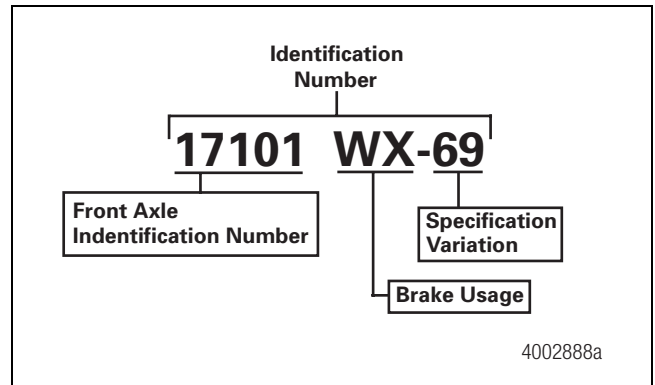 Identification
Number
17101 WX-69
Front Axle
Indentification Number
Specification
Variation
Brake Usage
4002888a